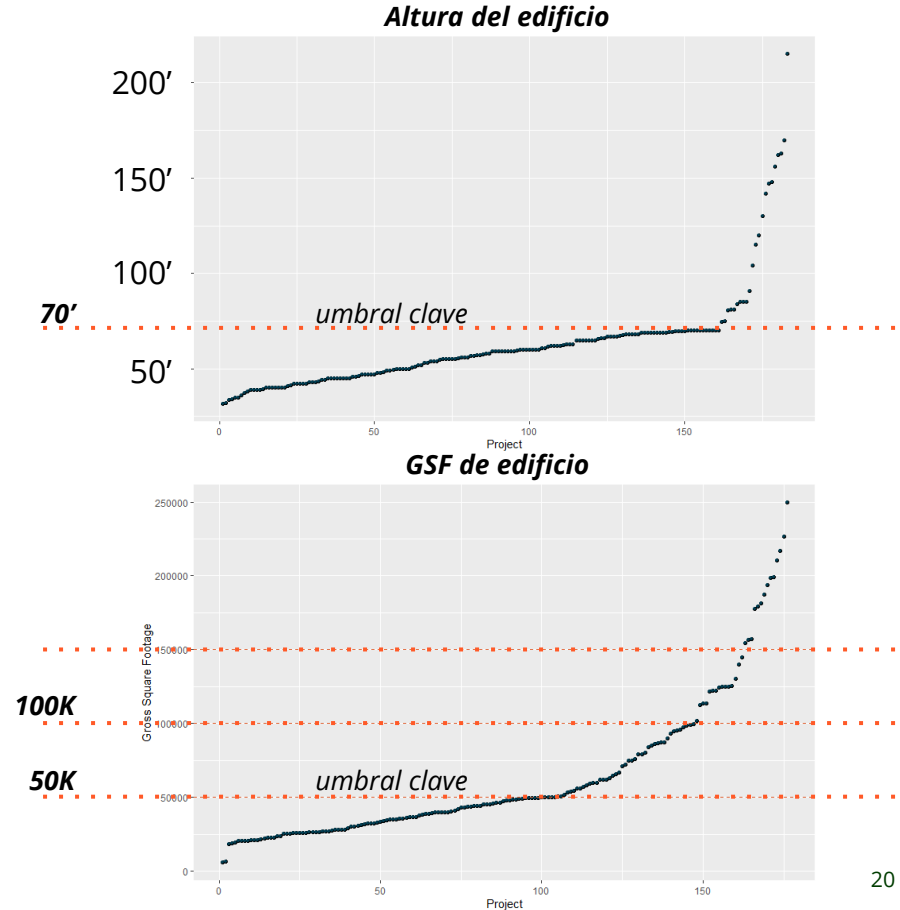 Altura del edificio
200’
150’
100’
70’
umbral clave
50’
0 50 100 150
Project
GSF de edificio
250000
200000
150000
Gross Square Footage
100K
100000
50K
umbral clave
50000
0
0 50 100 150
Project
20